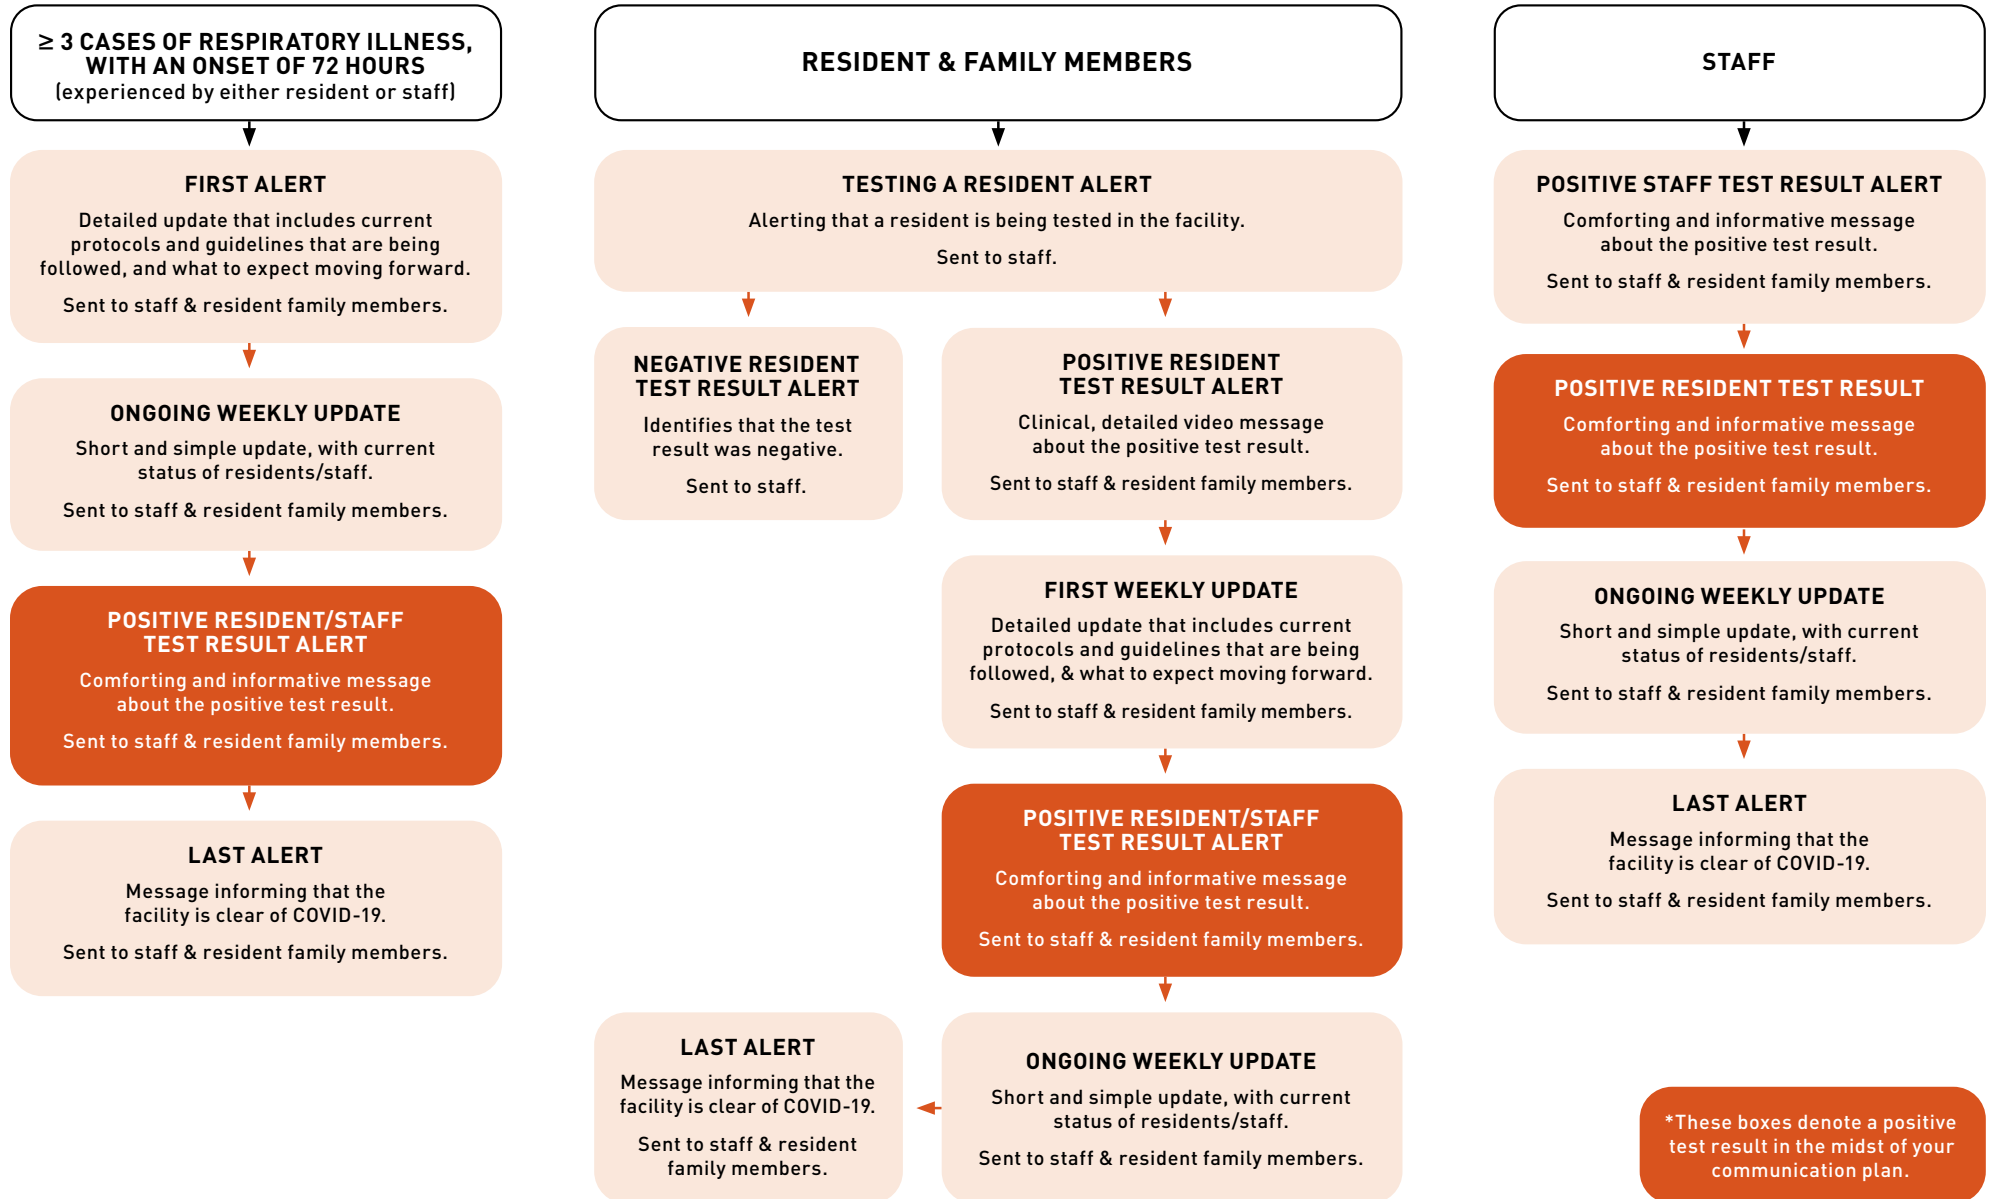 ≥ 3 CASES OF RESPIRATORY ILLNESS,
WITH AN ONSET OF 72 HOURS
(experienced by either resident or staff)
FIRST ALERT
Detailed update that includes current
protocols and guidelines that are being
followed, and what to expect moving forward.
Sent to staff & resident family members.
ONGOING WEEKLY UPDATE
Short and simple update, with current
status of residents/staff.
Sent to staff & resident family members.
POSITIVE RESIDENT/STAFF
TEST RESULT ALERT
Comforting and informative message
about the positive test result.
Sent to staff & resident family members.
LAST ALERT
Message informing that the
facility is clear of COVID-19.
Sent to staff & resident family members.
RESIDENT & FAMILY MEMBERS
TESTING A RESIDENT ALERT
Alerting that a resident is being tested in the facility.
Sent to staff.
NEGATIVE RESIDENT
TEST RESULT ALERT
Identifies that the test
result was negative.
Sent to staff.
POSITIVE RESIDENT
TEST RESULT ALERT
Clinical, detailed video message
about the positive test result.
Sent to staff & resident family members.
FIRST WEEKLY UPDATE
Detailed update that includes current
protocols and guidelines that are being
followed, & what to expect moving forward.
Sent to staff & resident family members.
POSITIVE RESIDENT/STAFF
TEST RESULT ALERT
Comforting and informative message
about the positive test result.
Sent to staff & resident family members.
ONGOING WEEKLY UPDATE
Short and simple update, with current
status of residents/staff.
Sent to staff & resident family members.
LAST ALERT
Message informing that the
facility is clear of COVID-19.
Sent to staff & resident
family members.
STAFF
POSITIVE STAFF TEST RESULT ALERT
Comforting and informative message
about the positive test result.
Sent to staff & resident family members.
POSITIVE RESIDENT TEST RESULT
Comforting and informative message
about the positive test result.
Sent to staff & resident family members.
ONGOING WEEKLY UPDATE
Short and simple update, with current
status of residents/staff.
Sent to staff & resident family members.
LAST ALERT
Message informing that the
facility is clear of COVID-19.
Sent to staff & resident family members.
*These boxes denote a positive
test result in the midst of your
communication plan.